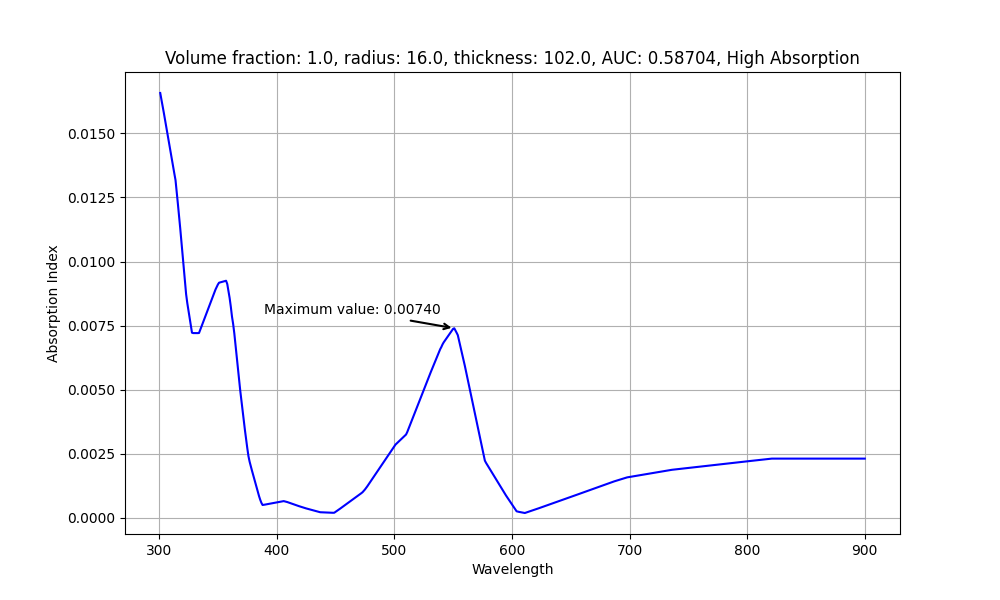 Volume fraction: 1.0, radius: 16.0, thickness: 102.0, AUC: 0.58704, High Absorption
0.0150
0.0125
0.0100
0.0075
0.0050
0.0025
0.0000
Absorption Index
Maximum value: 0.00740
300 400 500 600 700 800 900
Wavelength